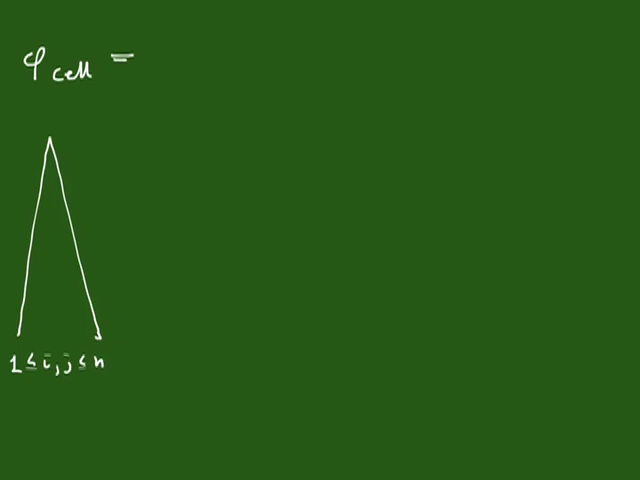 φ cell =
⋀
1 ≤ i, j ≤ n